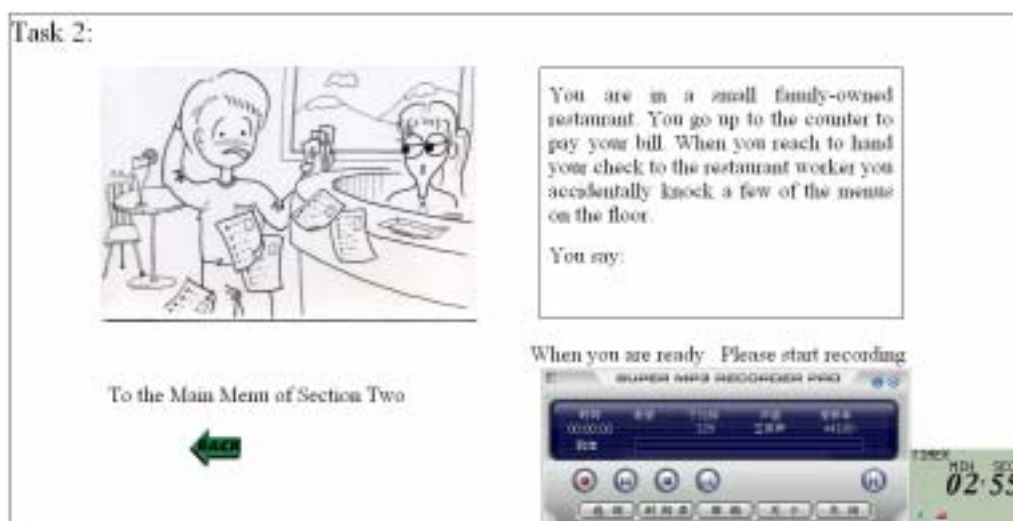 Task 2:
You are in a small family-owned
restaurant. You go up to the counter to
pay your bill. When you reach to hand
your check to the restaurant worker you
accidentally knock a few of the menus
on the floor.
You say:
When you are ready Please start recording
To the Main Menu of Section Two
BACK
SUPER MP3 RECORDER PRO
00:00:00
TIMER
MIN SEC
02:55